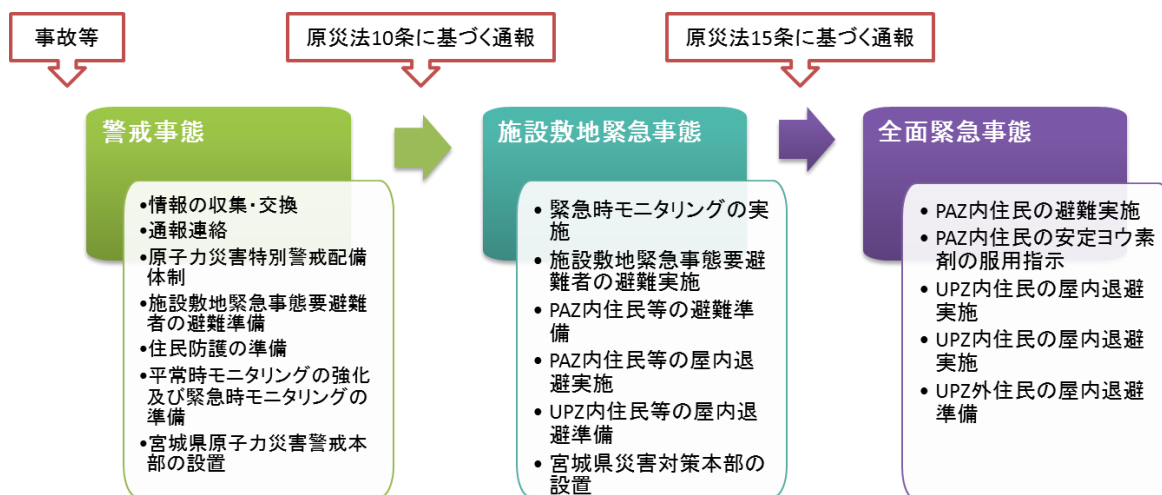 事故等
原災法10条に基づく通報
原災法15条に基づく通報
警戒事態
•情報の収集・交換
•通報連絡
•原子力災害特別警戒配備
体制
•施設敷地緊急事態要避難
者の避難準備
•住民防護の準備
•平常時モニタリングの強化
及び緊急時モニタリングの
準備
•宮城県原子力災害警戒本
部の設置
施設敷地緊急事態
• 緊急時モニタリングの実
施
• 施設敷地緊急事態要避
難者の避難実施
• PAZ内住民等の避難準
備
• PAZ内住民等の屋内退
避実施
• UPZ内住民等の屋内退
避準備
• 宮城県災害対策本部の
設置
全面緊急事態
• PAZ内住民の避難実施
• PAZ内住民の安定ヨウ素
剤の服用指示
• UPZ内住民の屋内退避
実施
• UPZ内住民の屋内退避
実施
• UPZ外住民の屋内退避
準備